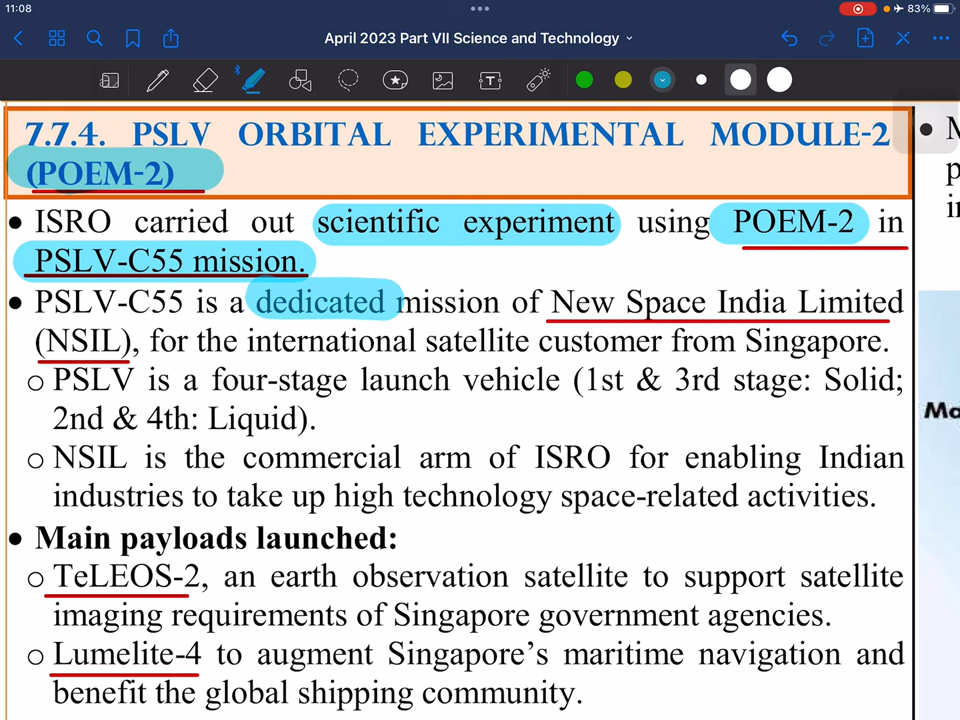 11:08
83%
April 2023 Part VII Science and Technology
7.7.4. PSLV ORBITAL EXPERIMENTAL MODULE-2
(POEM-2)
• ISRO carried out scientific experiment using POEM-2 in
PSLV-C55 mission.
• PSLV-C55 is a dedicated mission of New Space India Limited
(NSIL), for the international satellite customer from Singapore.
o PSLV is a four-stage launch vehicle (1st & 3rd stage: Solid;
2nd & 4th: Liquid).
o NSIL is the commercial arm of ISRO for enabling Indian
industries to take up high technology space-related activities.
• Main payloads launched:
o TeLEOS-2, an earth observation satellite to support satellite
imaging requirements of Singapore government agencies.
o Lumelite-4 to augment Singapore's maritime navigation and
benefit the global shipping community.